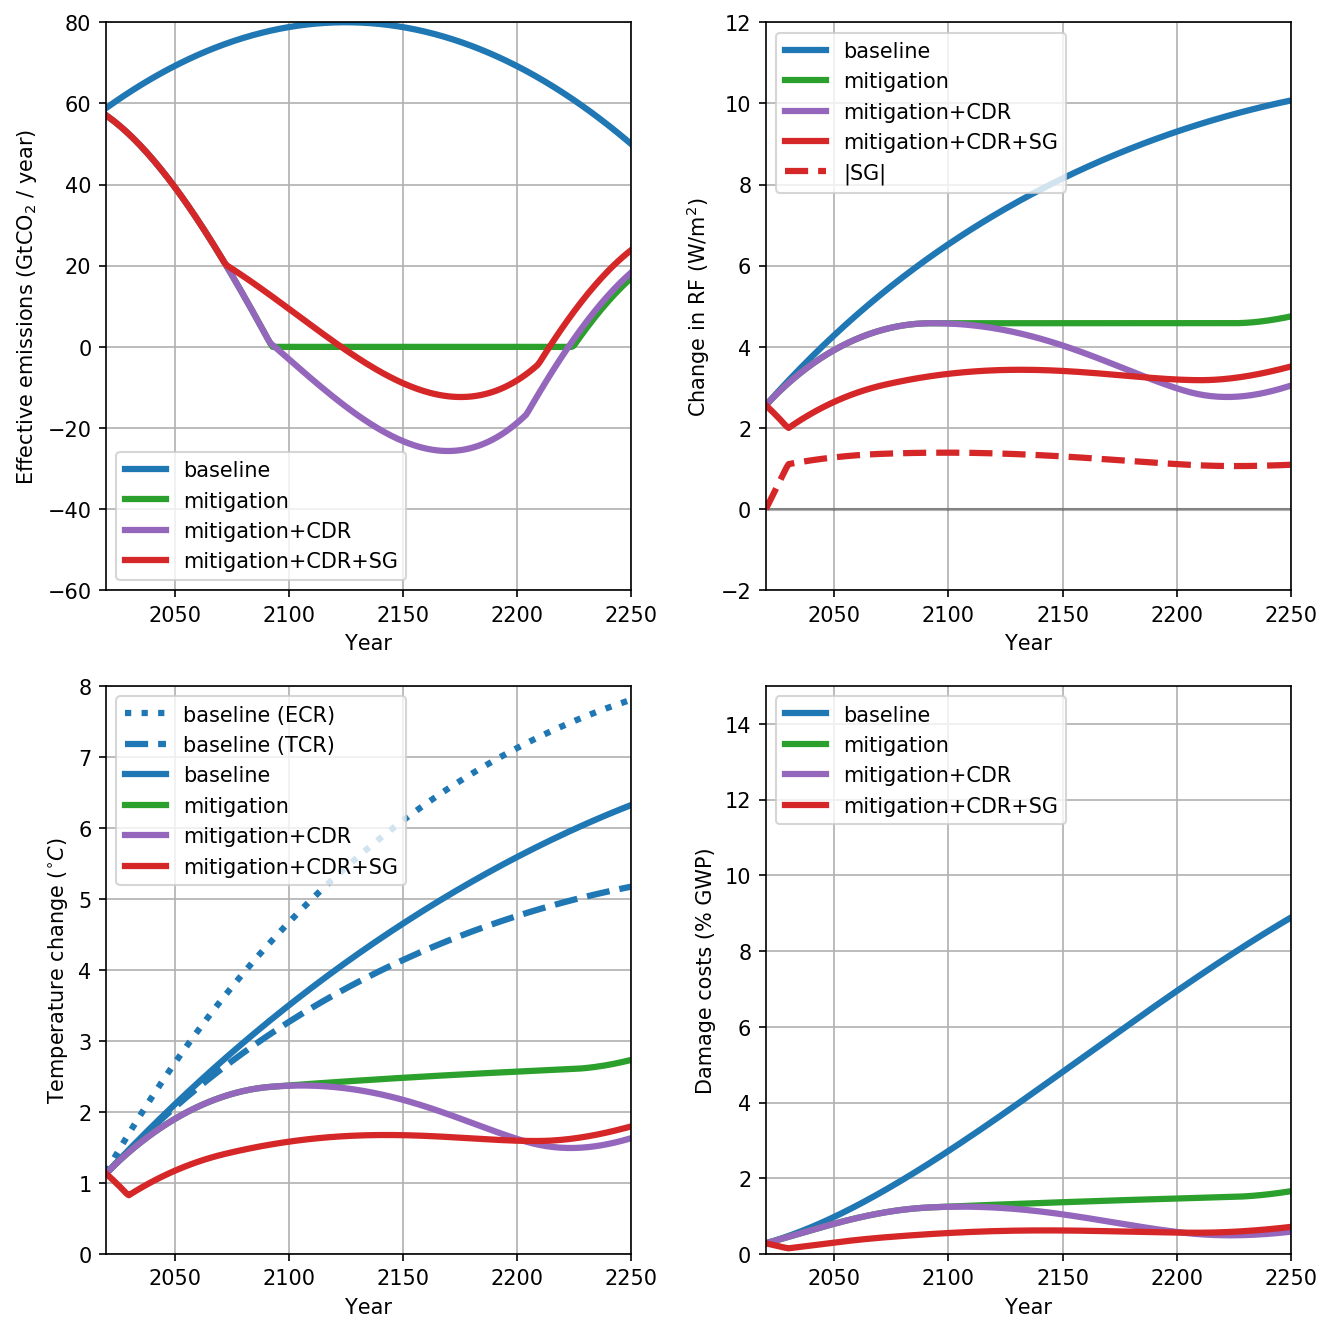 80
60
40
20
0
−20
−40
−60
Effective emissions (GtCO₂ / year)
baseline
mitigation
mitigation+CDR
mitigation+CDR+SG
2050 2100 2150 2200 2250
Year
12
10
8
6
4
2
0
−2
Change in RF (W/m²)
baseline
mitigation
mitigation+CDR
mitigation+CDR+SG
|SG|
2050 2100 2150 2200 2250
Year
8
7
6
5
4
3
2
1
0
Temperature change (°C)
baseline (ECR)
baseline (TCR)
baseline
mitigation
mitigation+CDR
mitigation+CDR+SG
2050 2100 2150 2200 2250
Year
14
12
10
8
6
4
2
0
Damage costs (% GWP)
baseline
mitigation
mitigation+CDR
mitigation+CDR+SG
2050 2100 2150 2200 2250
Year